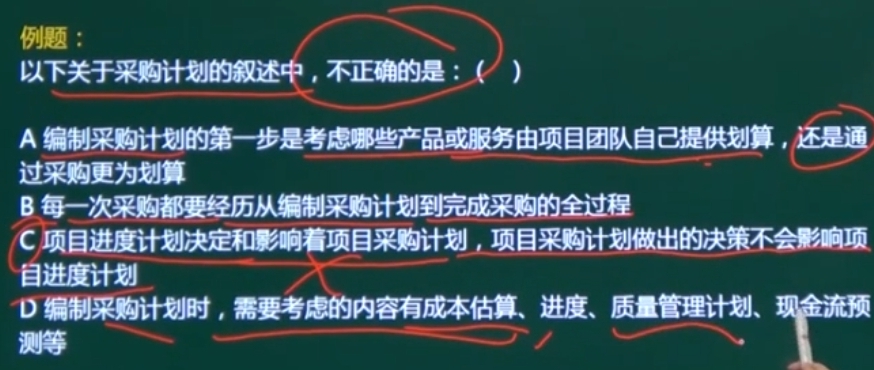 例题：
以下关于采购计划的叙述中，不正确的是：（　）
A 编制采购计划的第一步是考虑哪些产品或服务由项目团队自己提供划算，还是通
过采购更为划算
B 每一次采购都要经历从编制采购计划到完成采购的全过程
C 项目进度计划决定和影响着项目采购计划，项目采购计划做出的决策不会影响项
目进度计划
D 编制采购计划时，需要考虑的内容有成本估算、进度、质量管理计划、现金流预
测等